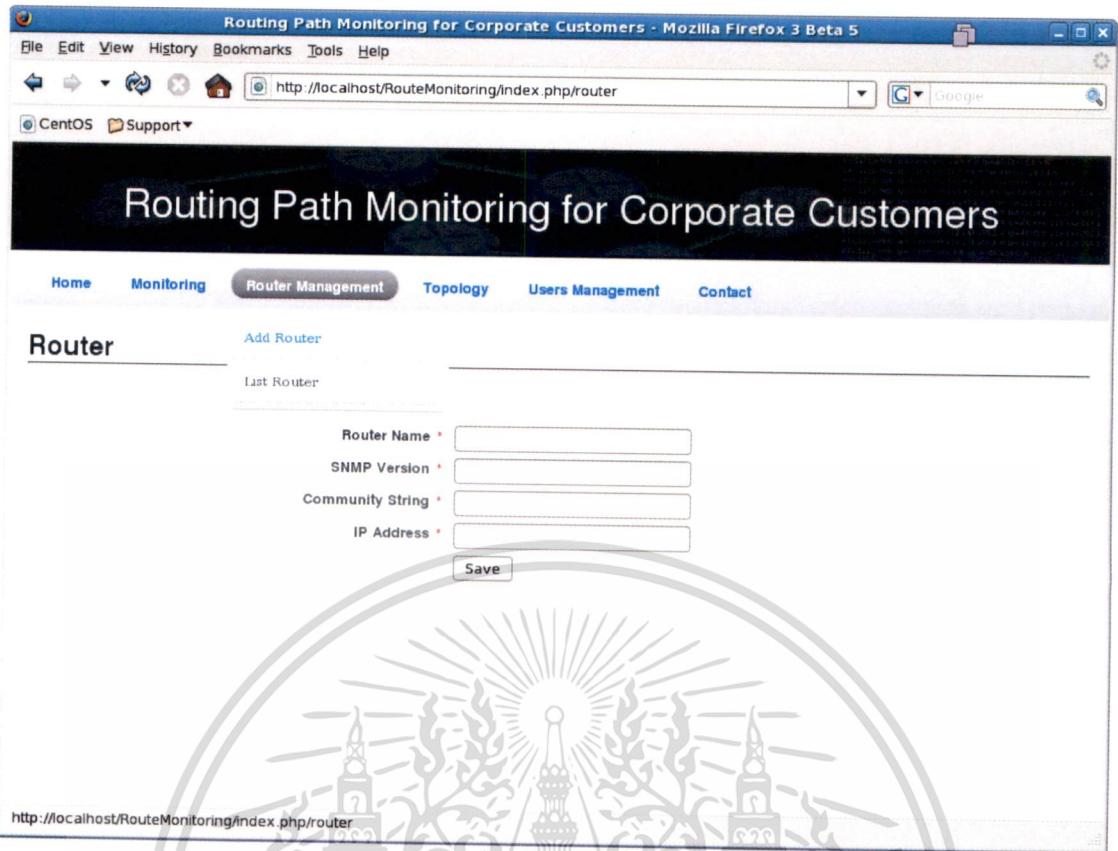 Routing Path Monitoring for Corporate Customers - Mozilla Firefox 3 Beta 5
File Edit View History Bookmarks Tools Help
http://localhost/RouteMonitoring/index.php/router
G Google
CentOS Support
Routing Path Monitoring for Corporate Customers
Home Monitoring Router Management Topology Users Management Contact
Router
Add Router
List Router
Router Name *
SNMP Version *
Community String *
IP Address *
Save
http://localhost/RouteMonitoring/index.php/router